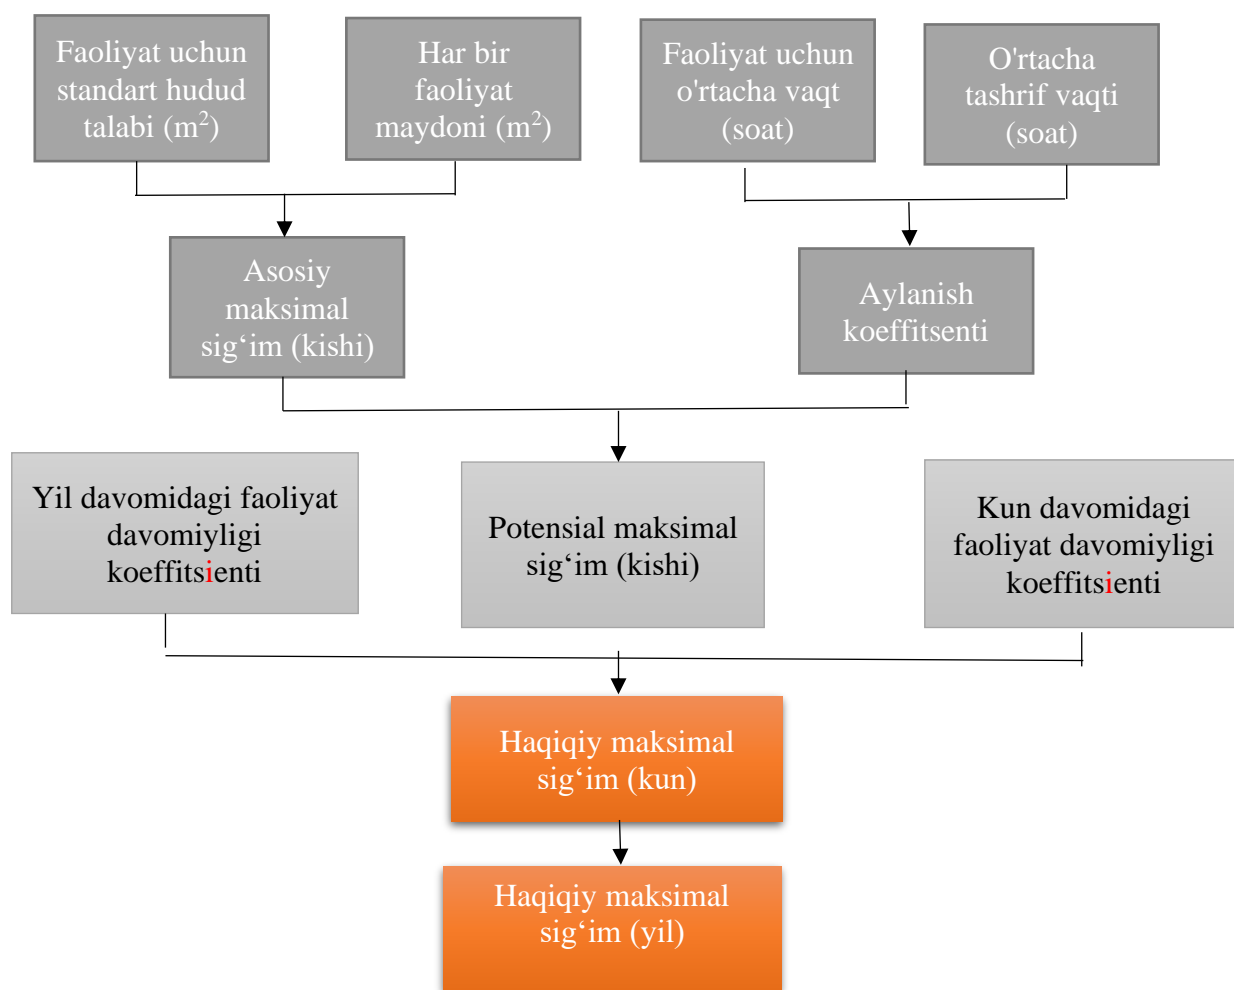 Faoliyat uchun
standart hudud
talabi (m²)
Har bir
faoliyat
maydoni (m²)
Faoliyat uchun
o'rtacha vaqt
(soat)
O'rtacha
tashrif vaqti
(soat)
Asosiy
maksimal
sig‘im (kishi)
Aylanish
koeffitsenti
Yil davomidagi faoliyat
davomiyligi
koeffitsienti
Potensial maksimal
sig‘im (kishi)
Kun davomidagi
faoliyat davomiyligi
koeffitsienti
Haqiqiy maksimal
sig‘im (kun)
Haqiqiy maksimal
sig‘im (yil)